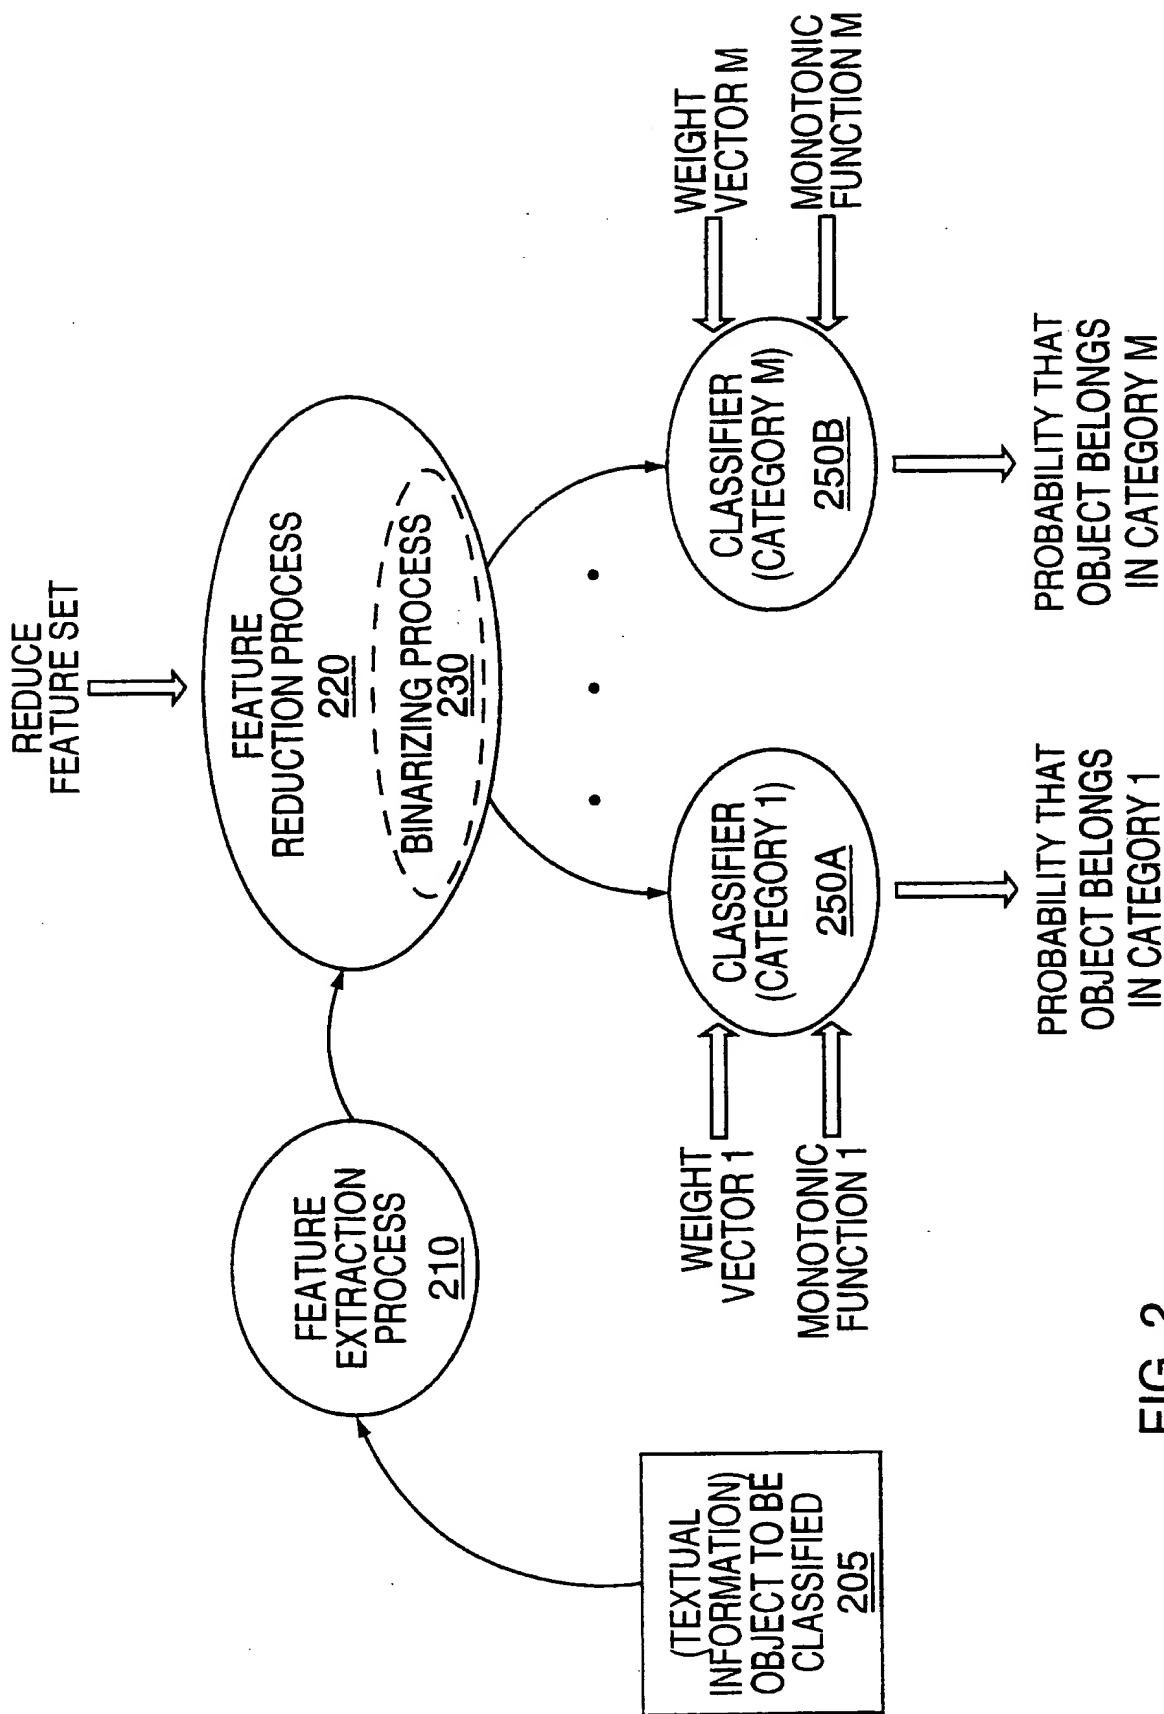 REDUCE
FEATURE SET
FEATURE
REDUCTION PROCESS
220
BINARIZING PROCESS
230
FEATURE
EXTRACTION
PROCESS
210
(TEXTUAL
INFORMATION)
OBJECT TO BE
CLASSIFIED
205
WEIGHT
VECTOR 1
MONOTONIC
FUNCTION 1
CLASSIFIER
(CATEGORY 1)
250A
PROBABILITY THAT
OBJECT BELONGS
IN CATEGORY 1
CLASSIFIER
(CATEGORY M)
250B
WEIGHT
VECTOR M
MONOTONIC
FUNCTION M
PROBABILITY THAT
OBJECT BELONGS
IN CATEGORY M
FIG. 2